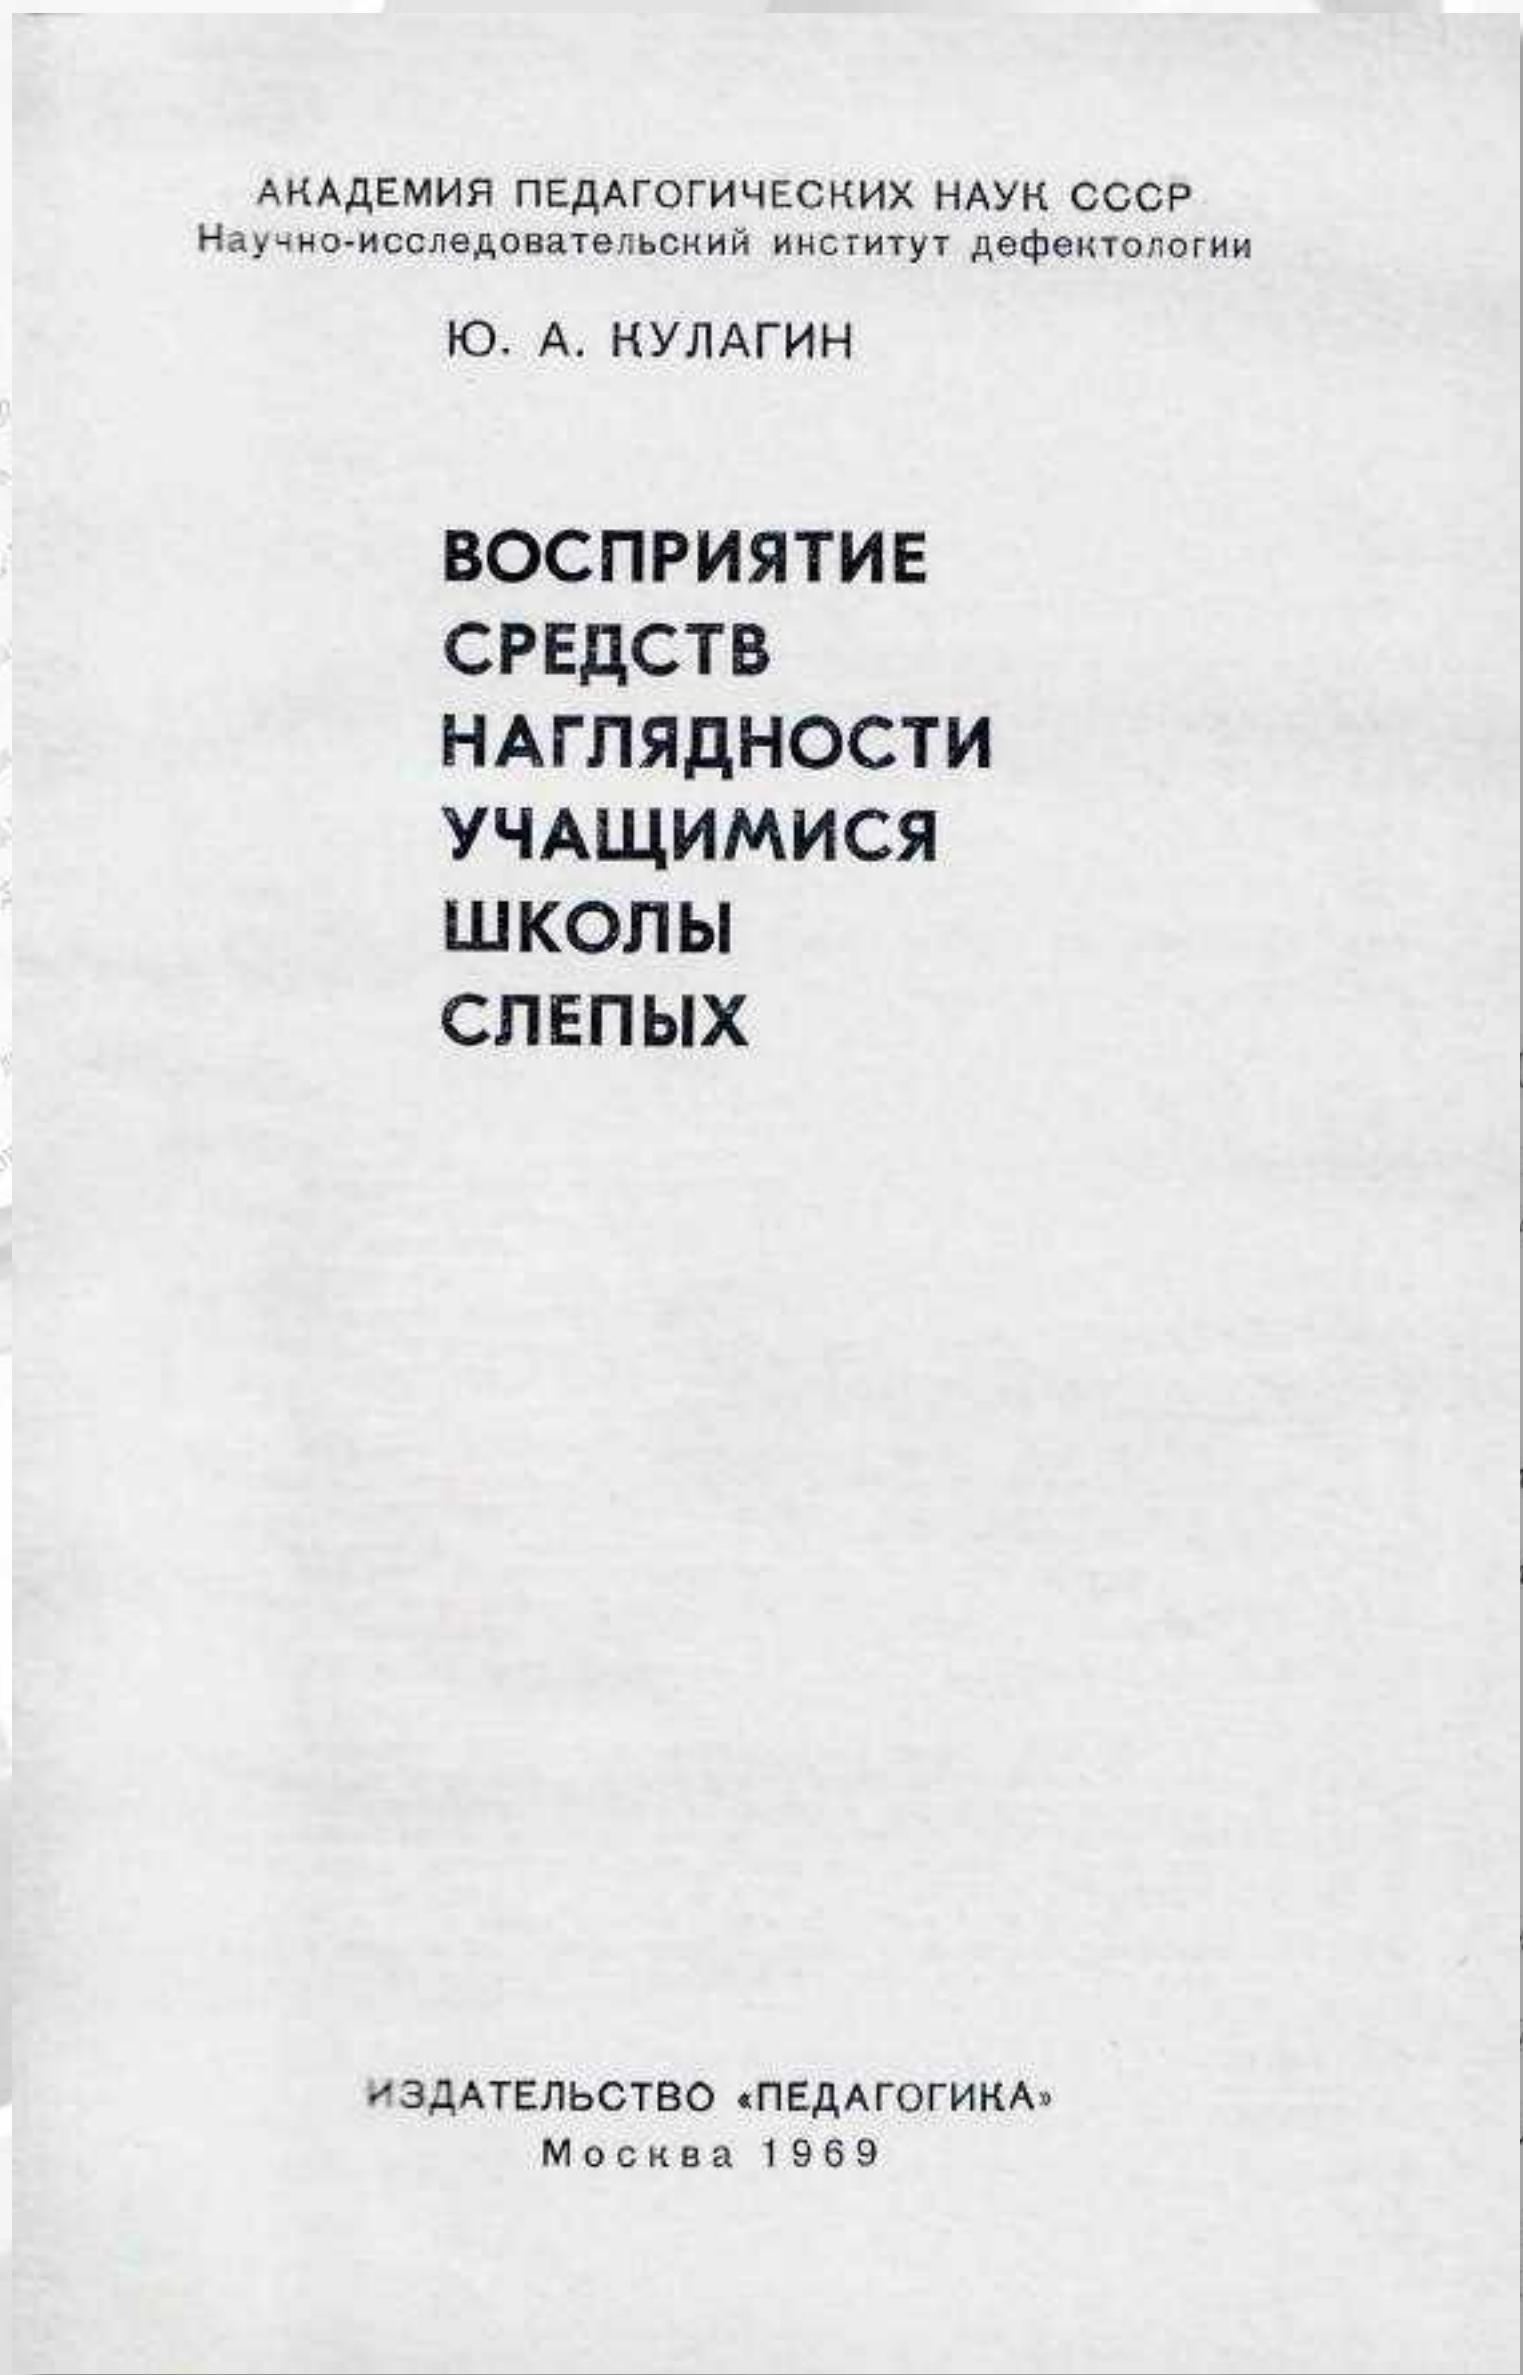 АКАДЕМИЯ ПЕДАГОГИЧЕСКИХ НАУК СССР
Научно-исследовательский институт дефектологии
Ю. А. КУЛАГИН
ВОСПРИЯТИЕ
СРЕДСТВ
НАГЛЯДНОСТИ
УЧАЩИМИСЯ
ШКОЛЫ
СЛЕПЫХ
ИЗДАТЕЛЬСТВО «ПЕДАГОГИКА»
Москва 1969